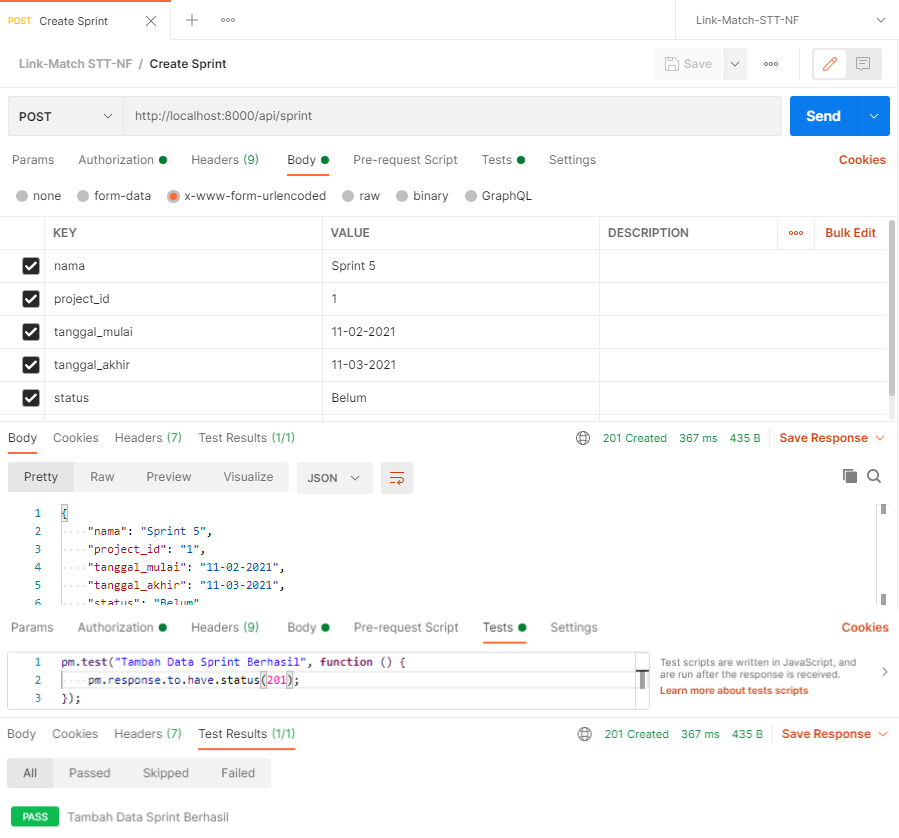 POST Create Sprint
Link-Match-STT-NF
Link-Match STT-NF / Create Sprint
Save
POST http://localhost:8000/api/sprint
Send
Params Authorization Headers (9) Body Pre-request Script Tests Settings Cookies
none form-data x-www-form-urlencoded raw binary GraphQL
KEY VALUE DESCRIPTION Bulk Edit
nama Sprint 5
project_id 1
tanggal_mulai 11-02-2021
tanggal_akhir 11-03-2021
status Belum
Body Cookies Headers (7) Test Results (1/1) 201 Created 367 ms 435 B Save Response
Pretty Raw Preview Visualize JSON
1 {
2 "nama": "Sprint 5",
3 "project_id": "1",
4 "tanggal_mulai": "11-02-2021",
5 "tanggal_akhir": "11-03-2021",
6 "status": "Belum"
Params Authorization Headers (9) Body Pre-request Script Tests Settings Cookies
1 pm.test("Tambah Data Sprint Berhasil", function () {
2 pm.response.to.have.status(201);
3 });
Test scripts are written in JavaScript, and
are run after the response is received.
Learn more about tests scripts
Body Cookies Headers (7) Test Results (1/1) 201 Created 367 ms 435 B Save Response
All Passed Skipped Failed
PASS Tambah Data Sprint Berhasil